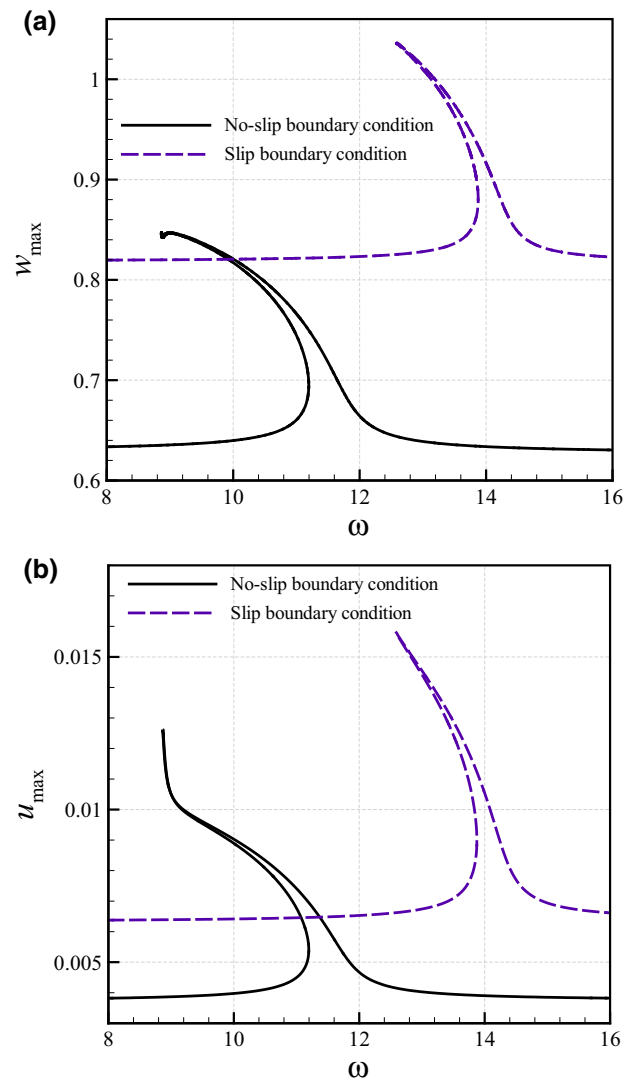 (a)
1
0.9
0.8
0.7
0.6
w_max
No-slip boundary condition
Slip boundary condition
8 10 12 14 16
ω
(b)
0.015
0.01
0.005
u_max
No-slip boundary condition
Slip boundary condition
8 10 12 14 16
ω